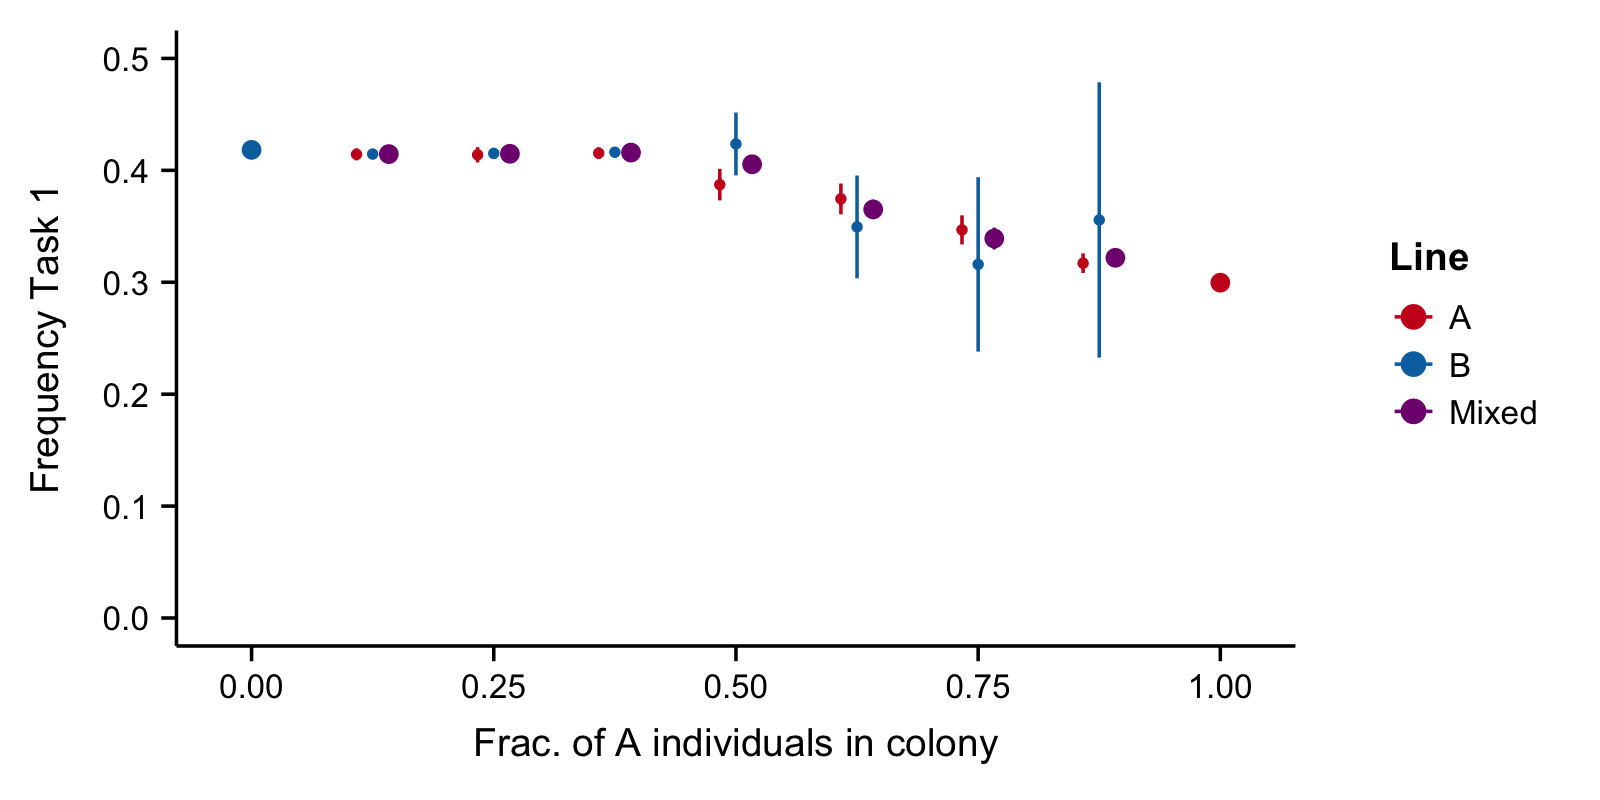 0.5
0.4
0.3
0.2
0.1
0.0
Frequency Task 1
0.00 0.25 0.50 0.75 1.00
Frac. of A individuals in colony
Line
A
B
Mixed